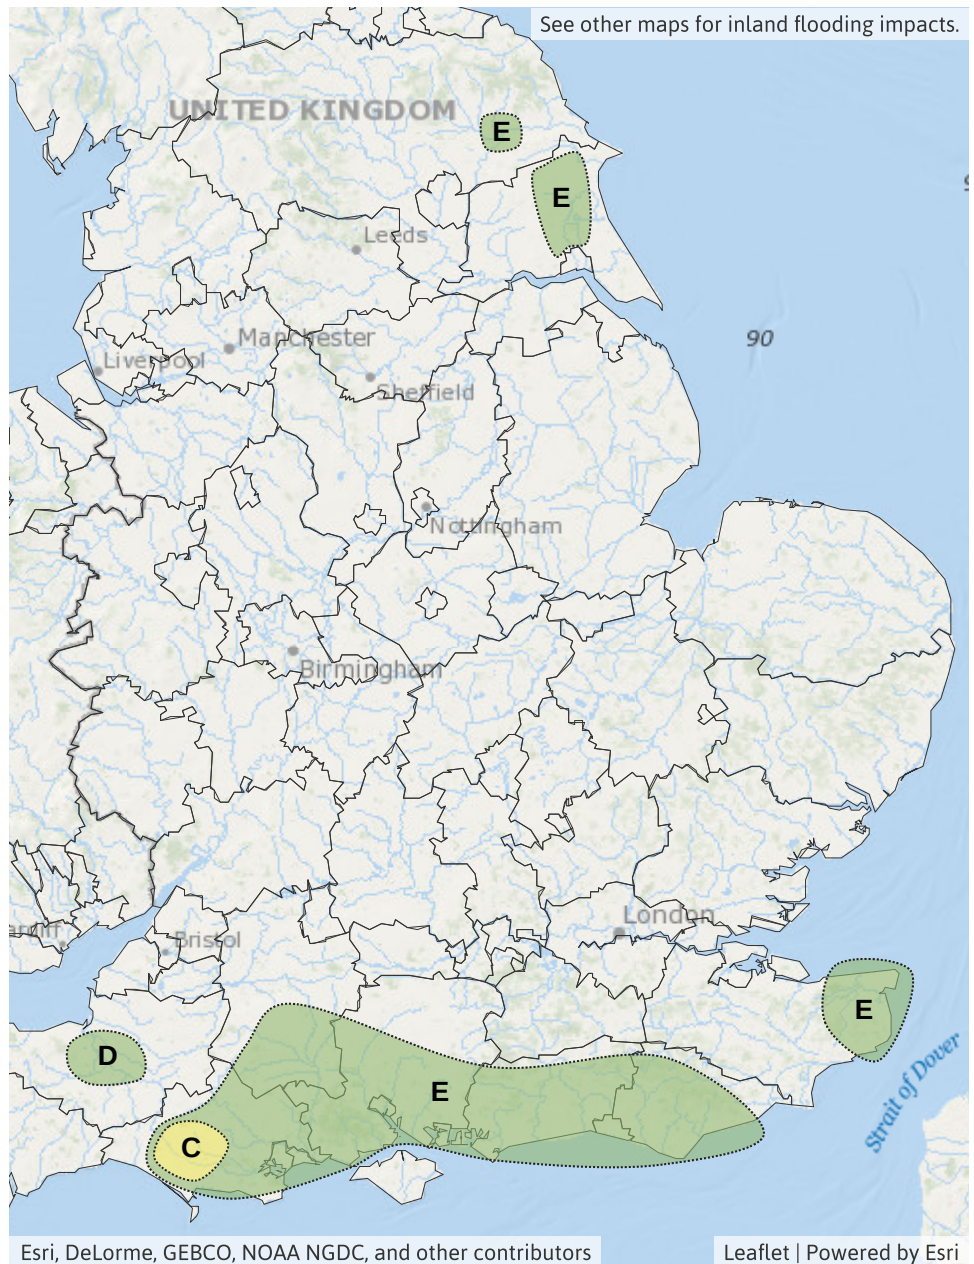 See other maps for inland flooding impacts.
UNITED KINGDOM
E
E
Leeds
90
Manchester
Liverpool
Sheffield
Nottingham
Birmingham
London
Bristol
E
D
E
Strait of Dover
C
Esri, DeLorme, GEBCO, NOAA NGDC, and other contributors
Leaflet | Powered by Esri